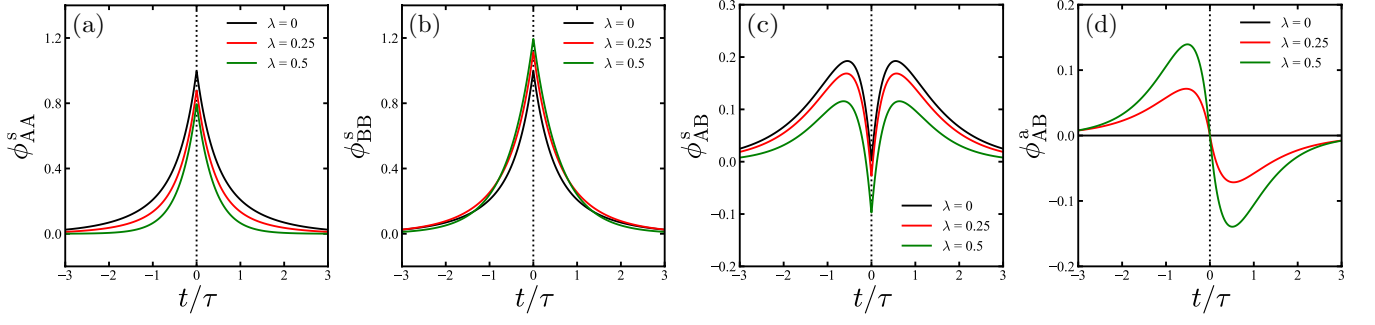 (a)
λ = 0
λ = 0.25
λ = 0.5
1.2
0.8
0.4
0.0
ϕ^s_AA
−3 −2 −1 0 1 2 3
t/τ
(b)
λ = 0
λ = 0.25
λ = 0.5
1.2
0.8
0.4
0.0
ϕ^s_BB
−3 −2 −1 0 1 2 3
t/τ
(c)
0.3
0.2
0.1
0.0
−0.1
−0.2
ϕ^s_AB
λ = 0
λ = 0.25
λ = 0.5
−3 −2 −1 0 1 2 3
t/τ
(d)
λ = 0
λ = 0.25
λ = 0.5
0.2
0.1
0.0
−0.1
−0.2
ϕ^a_AB
−3 −2 −1 0 1 2 3
t/τ